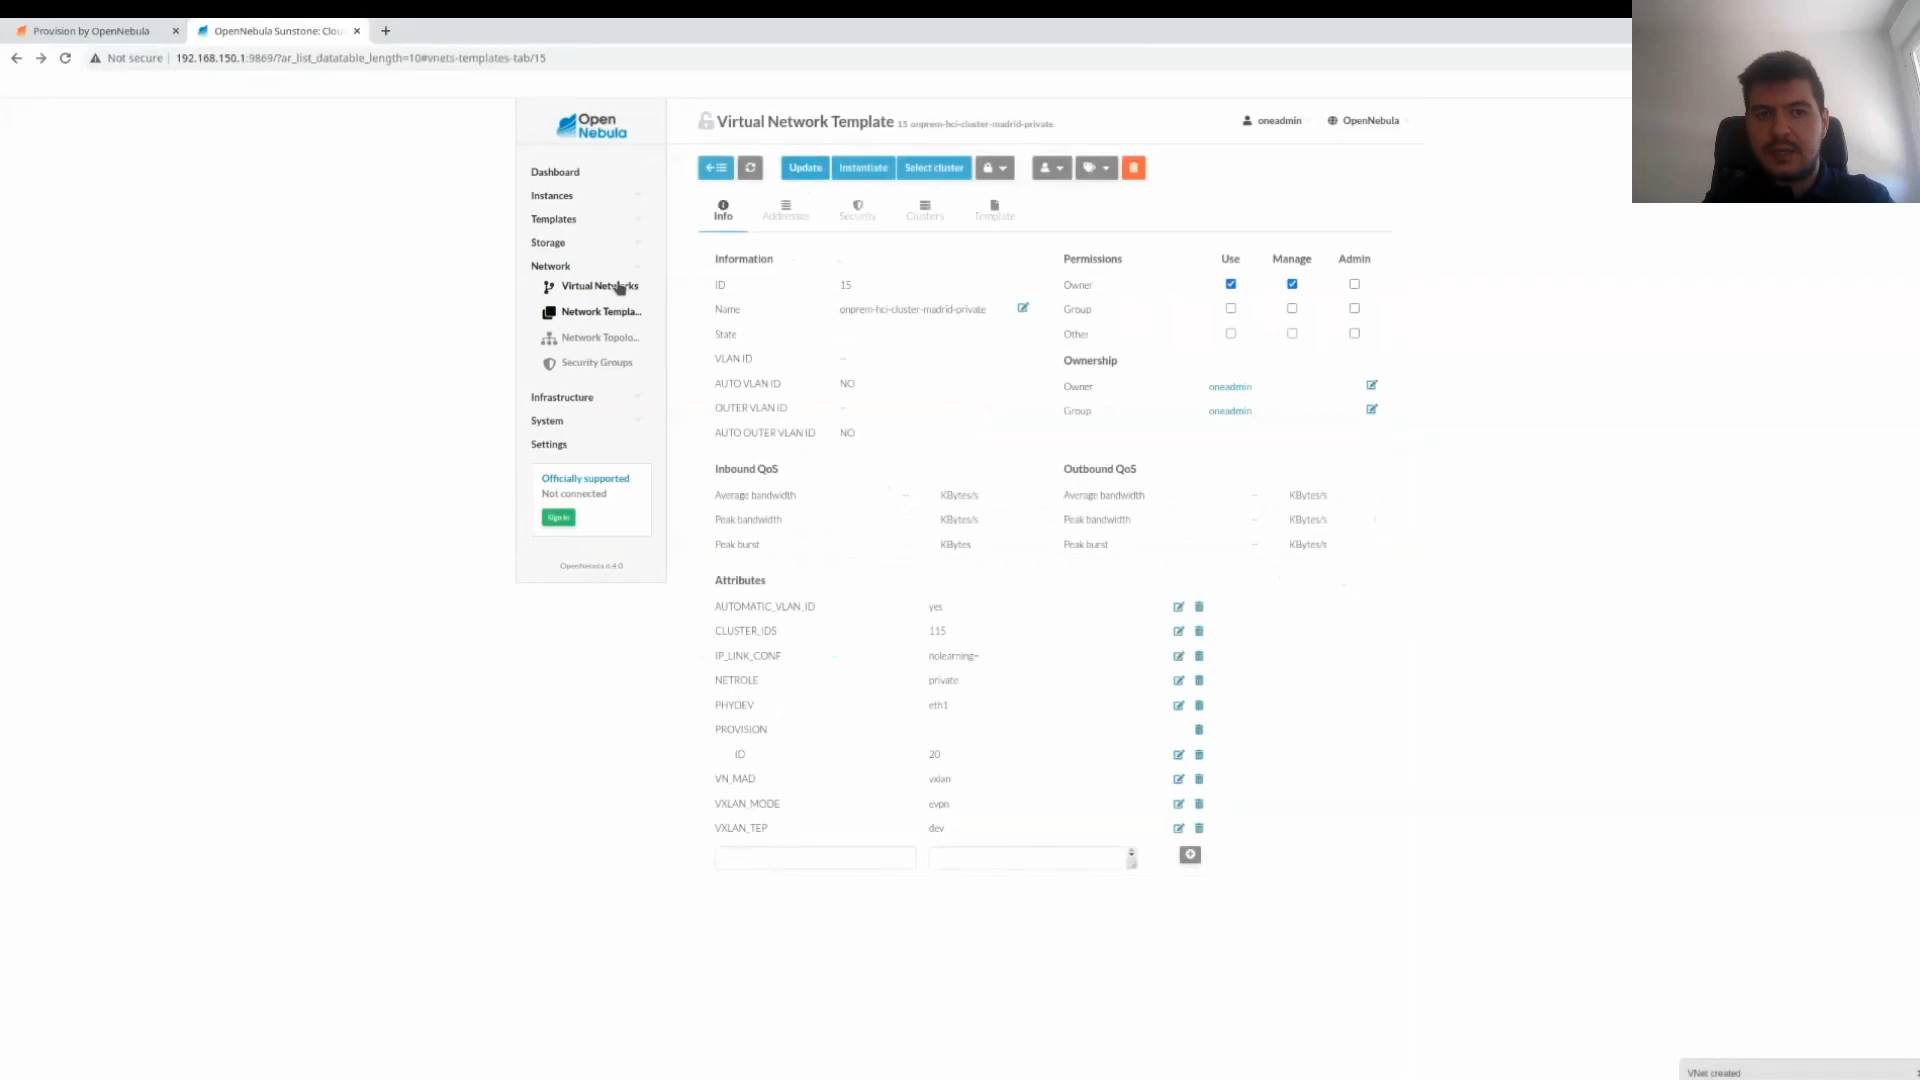 Provision by OpenNebula
OpenNebula Sunstone: Clou
Not secure 192.168.150.1:9869/?ar_list_datatable_length=10#vnets-templates-tab/15
Open Nebula
Virtual Network Template 15 onprem-hci-cluster-madrid-private
oneadmin
OpenNebula
Dashboard
Instances
Templates
Storage
Network
Virtual Networks
Network Templa...
Network Topolo...
Security Groups
Infrastructure
System
Settings
Officially supported
Not connected
Sign in
OpenNebula 6.4.0
Update
Instantiate
Select cluster
Info
Addresses
Security
Clusters
Template
Information
ID 15
Name onprem-hci-cluster-madrid-private
State
VLAN ID --
AUTO VLAN ID NO
OUTER VLAN ID --
AUTO OUTER VLAN ID NO
Permissions Use Manage Admin
Owner
Group
Other
Ownership
Owner oneadmin
Group oneadmin
Inbound QoS
Average bandwidth -- KBytes/s
Peak bandwidth KBytes/s
Peak burst KBytes
Outbound QoS
Average bandwidth -- KBytes/s
Peak bandwidth -- KBytes/s
Peak burst -- KBytes/s
Attributes
AUTOMATIC_VLAN_ID yes
CLUSTER_IDS 115
IP_LINK_CONF nolearning=
NETROLE private
PHYDEV eth1
PROVISION
ID 20
VN_MAD vxlan
VXLAN_MODE evpn
VXLAN_TEP dev
VNet created